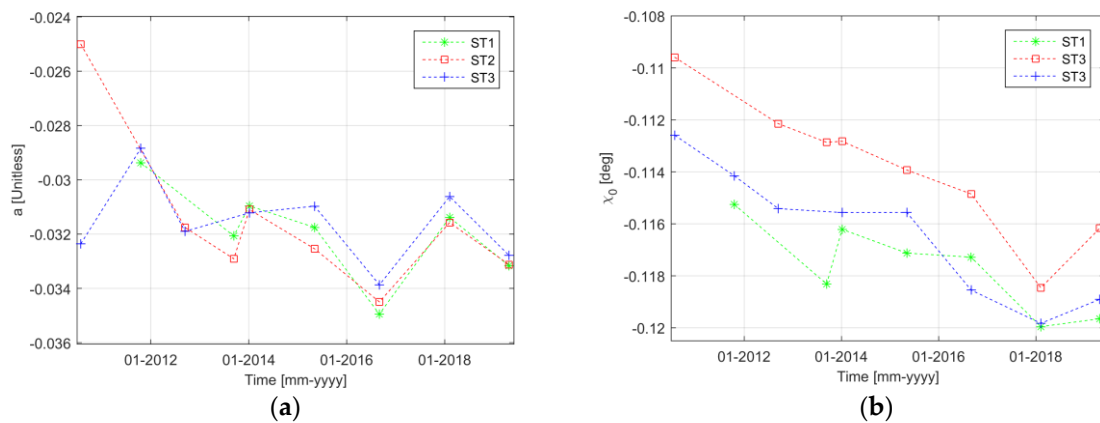 -0.024
-0.026
-0.028
-0.03
-0.032
-0.034
-0.036
a [Unitless]
ST1
ST2
ST3
01-2012 01-2014 01-2016 01-2018
Time [mm-yyyy]
(a)
-0.108
-0.11
-0.112
-0.114
-0.116
-0.118
-0.12
χ0 [deg]
ST1
ST3
ST3
01-2012 01-2014 01-2016 01-2018
Time [mm-yyyy]
(b)